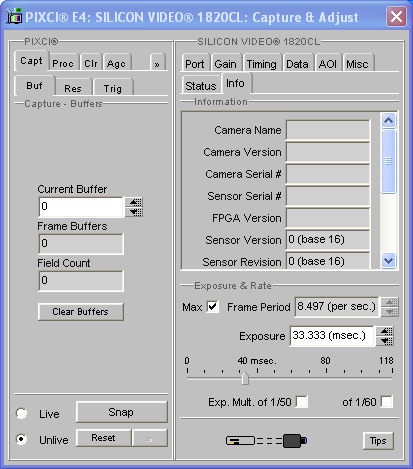 PIXCI® E4: SILICON VIDEO® 1820CL: Capture & Adjust
PIXCI®
Capt Proc Clr Agc »
Buf Res Trig
Capture - Buffers
Current Buffer
0
Frame Buffers
0
Field Count
0
Clear Buffers
Live
Snap
Unlive
Reset »
SILICON VIDEO® 1820CL
Port Gain Timing Data AOI Misc
Status Info
Information
Camera Name
Camera Version
Camera Serial #
Sensor Serial #
FPGA Version
Sensor Version 0 (base 16)
Sensor Revision 0 (base 16)
Exposure & Rate
Max Frame Period 8.497 (per sec.)
Exposure 33.333 (msec.)
0 40 msec. 80 118
Exp. Mult. of 1/50 of 1/60
Tips